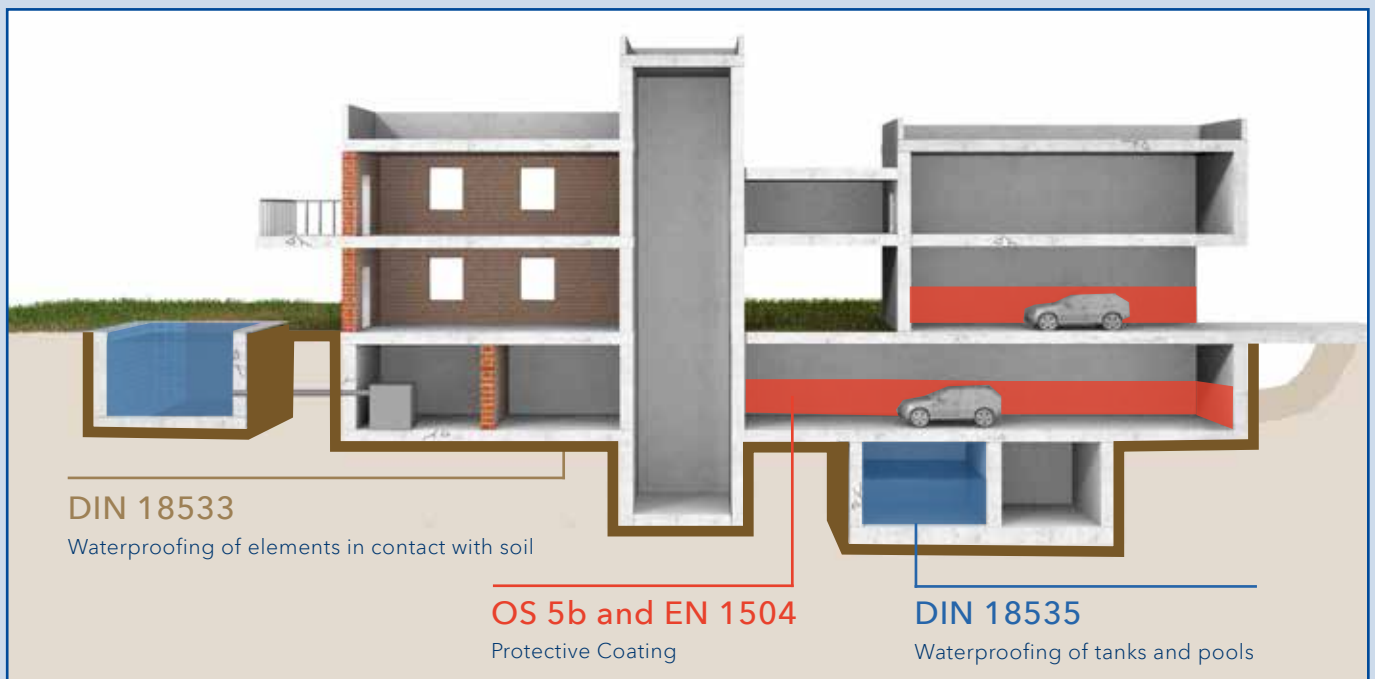 DIN 18533
Waterproofing of elements in contact with soil
OS 5b and EN 1504
Protective Coating
DIN 18535
Waterproofing of tanks and pools